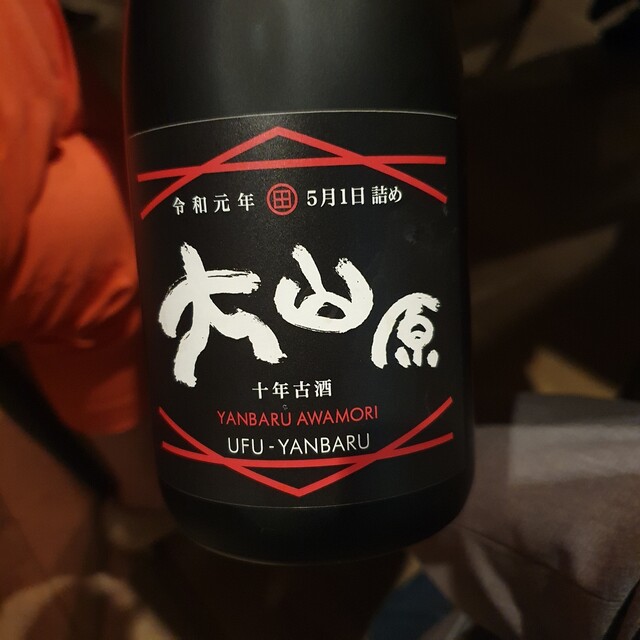 令和元年 田 5月1日 詰め
大山原
十年古酒
YANBARU AWAMORI
UFU - YANBARU